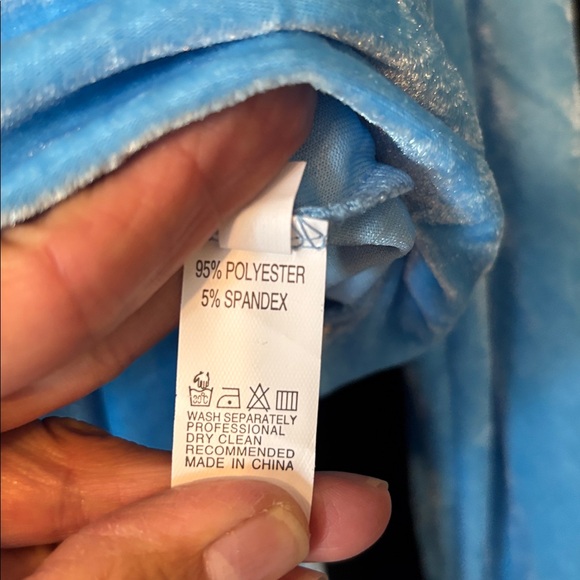 95% POLYESTER
5% SPANDEX
WASH SEPARATELY
PROFESSIONAL
DRY CLEAN
RECOMMENDED
MADE IN CHINA